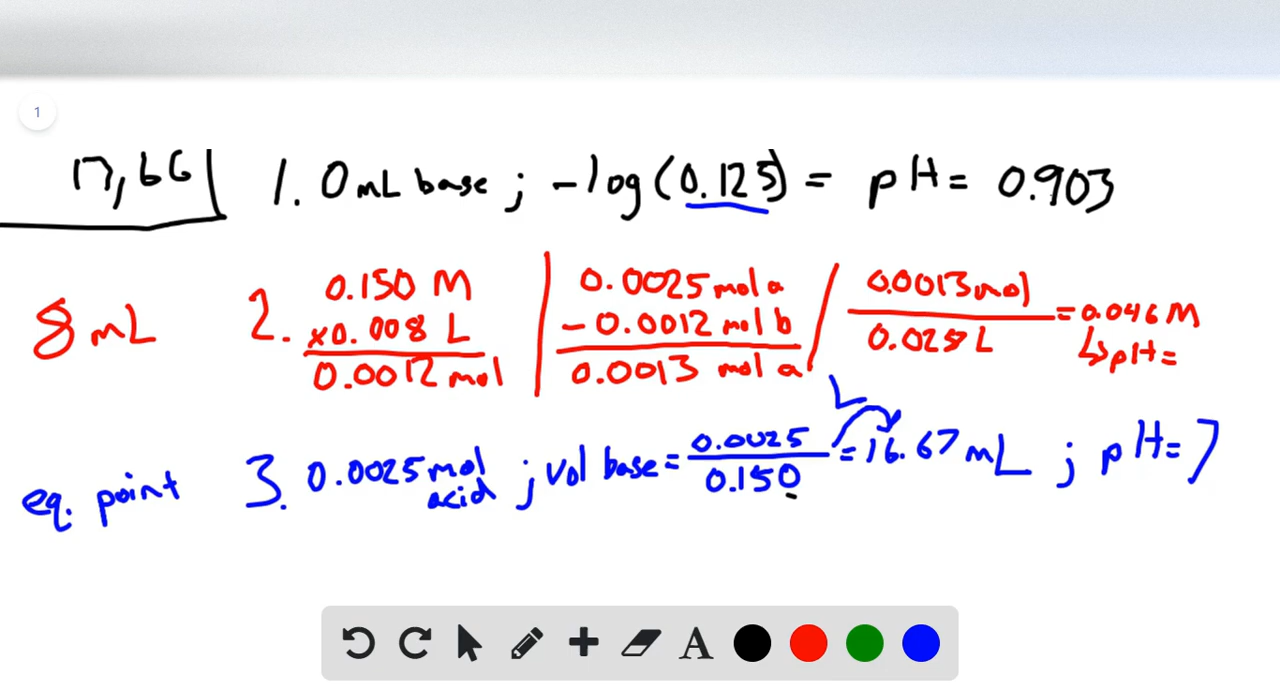 1
17,66 1. 0 mL base ; -log(0.125) = pH = 0.903
8 mL 2. 0.150 M
x0.008 L
0.0012 mol
0.0025 mol a
- 0.0012 mol b
0.0013 mol a
0.0013 mol
0.028 L
= 0.046 M
↳ pH =
eq. point 3. 0.0025 mol acid ; vol base = 0.0025
0.150
L
= 16.67 mL ; pH = 7
A